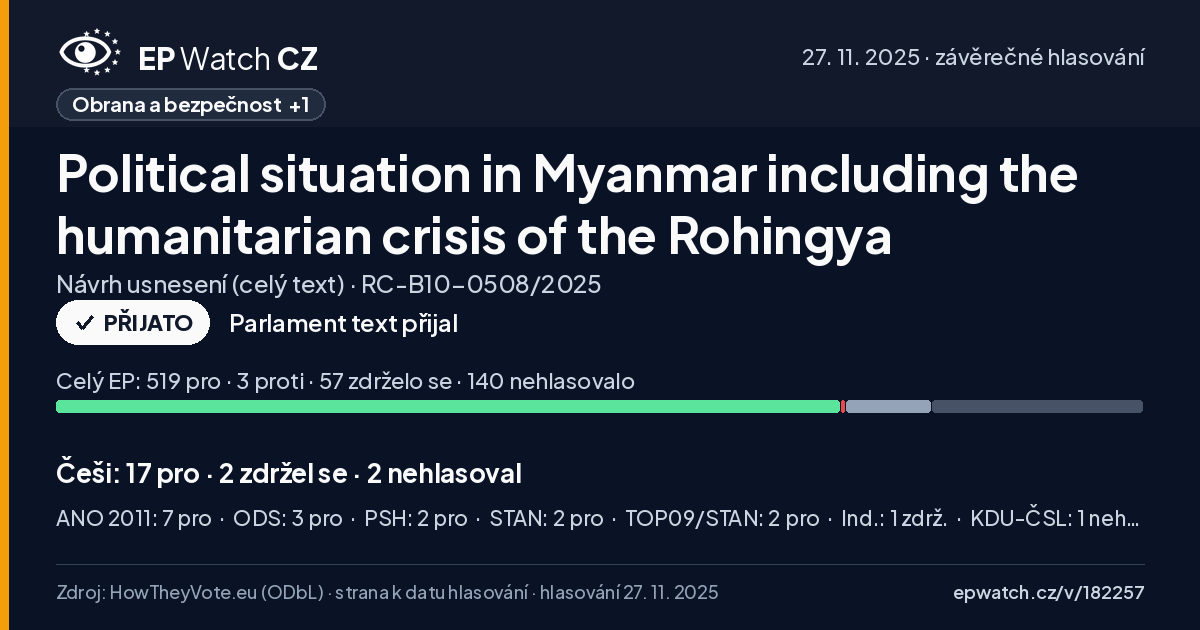 EP Watch CZ
27. 11. 2025 · závěrečné hlasování
Obrana a bezpečnost +1
Political situation in Myanmar including the
humanitarian crisis of the Rohingya
Návrh usnesení (celý text) · RC-B10-0508/2025
✓ PŘIJATO Parlament text přijal
Celý EP: 519 pro · 3 proti · 57 zdrželo se · 140 nehlasovalo
Češi: 17 pro · 2 zdržel se · 2 nehlasoval
ANO 2011: 7 pro · ODS: 3 pro · PSH: 2 pro · STAN: 2 pro · TOP09/STAN: 2 pro · Ind.: 1 zdrž. · KDU-ČSL: 1 neh…
Zdroj: HowTheyVote.eu (ODbL) · strana k datu hlasování · hlasování 27. 11. 2025
epwatch.cz/v/182257